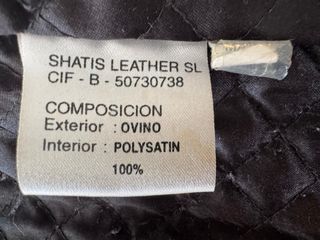 SHATIS LEATHER SL
CIF - B - 50730738
COMPOSICION
Exterior : OVINO
Interior : POLYSATIN
100%